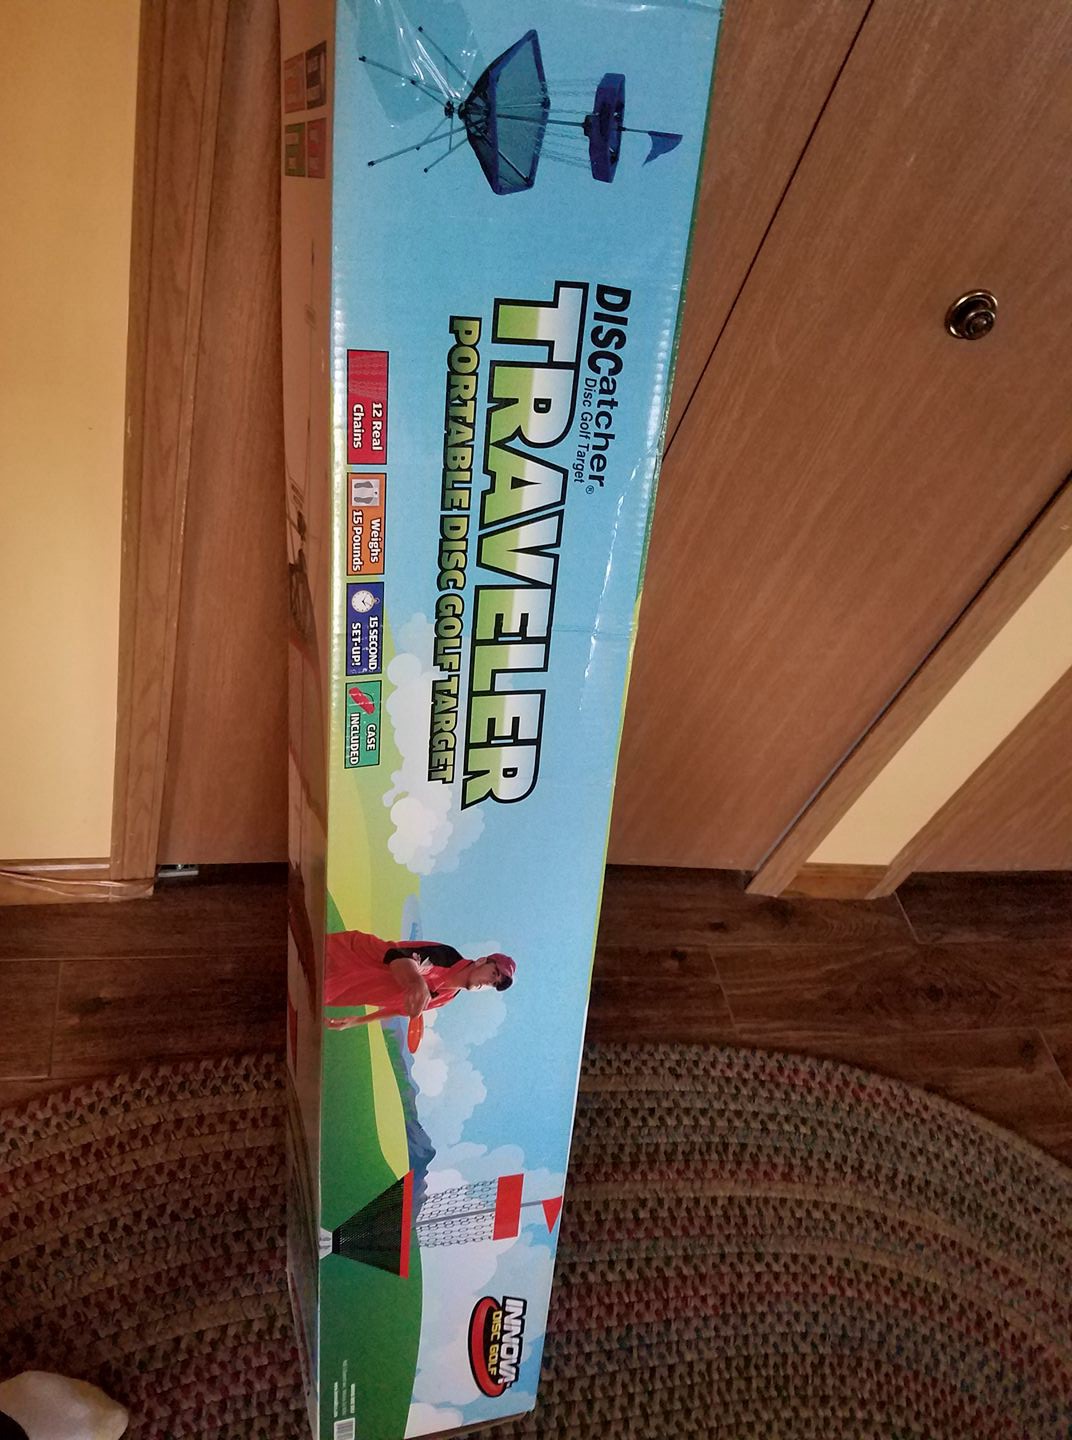 DISCatcher®
Disc Golf Target
TRAVELER
PORTABLE DISC GOLF TARGET
12 Real
Chains
Weighs
15 Pounds
15 SECOND
SET-UP!
CASE
INCLUDED
INNOVA
DISC GOLF